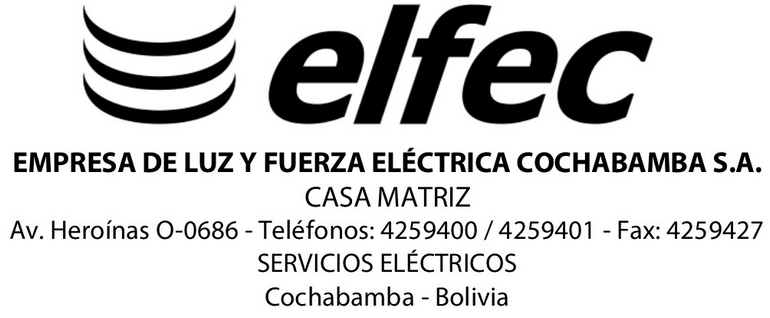 elfec
EMPRESA DE LUZ Y FUERZA ELÉCTRICA COCHABAMBA S.A.
CASA MATRIZ
Av. Heroínas O-0686 - Teléfonos: 4259400 / 4259401 - Fax: 4259427
SERVICIOS ELÉCTRICOS
Cochabamba - Bolivia